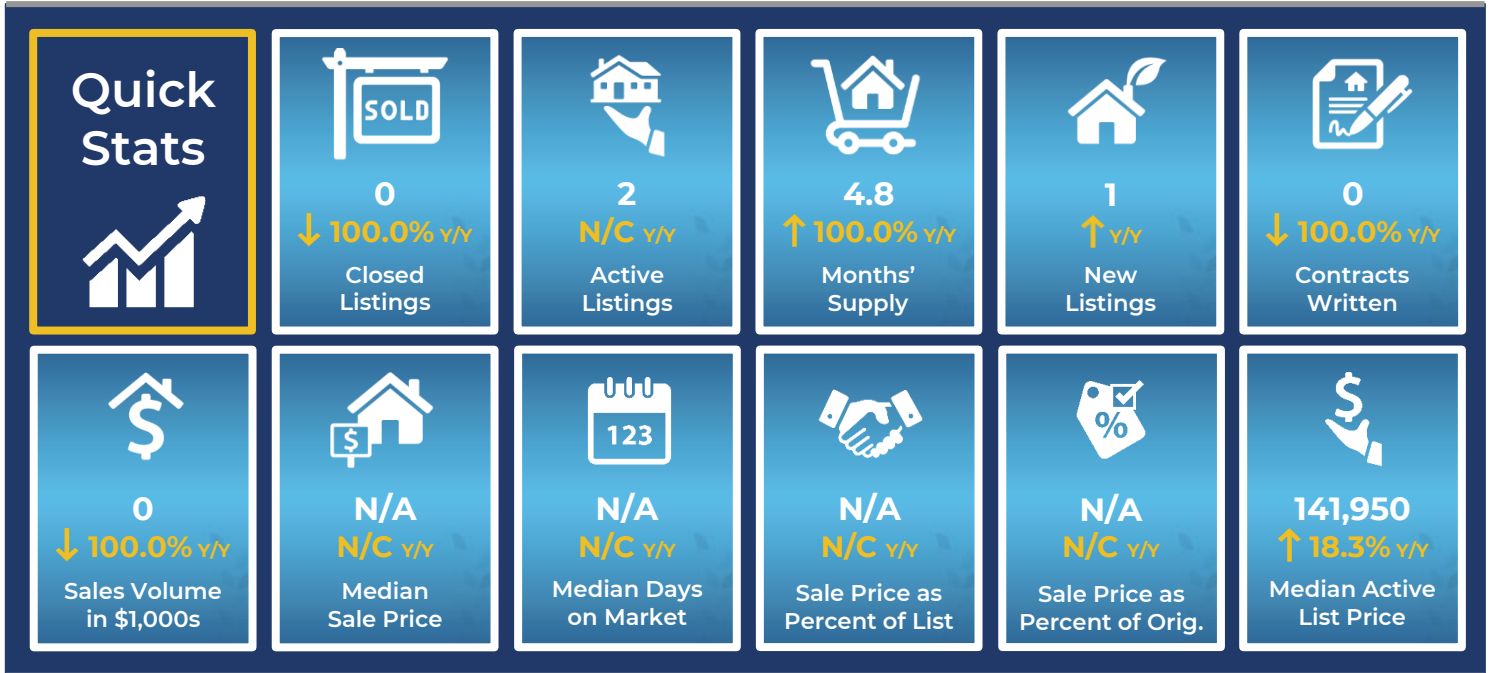 Quick
Stats
SOLD
0
↓ 100.0% Y/Y
Closed
Listings
2
N/C Y/Y
Active
Listings
4.8
↑ 100.0% Y/Y
Months’
Supply
1
↑ Y/Y
New
Listings
0
↓ 100.0% Y/Y
Contracts
Written
$
0
↓ 100.0% Y/Y
Sales Volume
in $1,000s
$
N/A
N/C Y/Y
Median
Sale Price
123
N/A
N/C Y/Y
Median Days
on Market
N/A
N/C Y/Y
Sale Price as
Percent of List
%
N/A
N/C Y/Y
Sale Price as
Percent of Orig.
$
141,950
↑ 18.3% Y/Y
Median Active
List Price